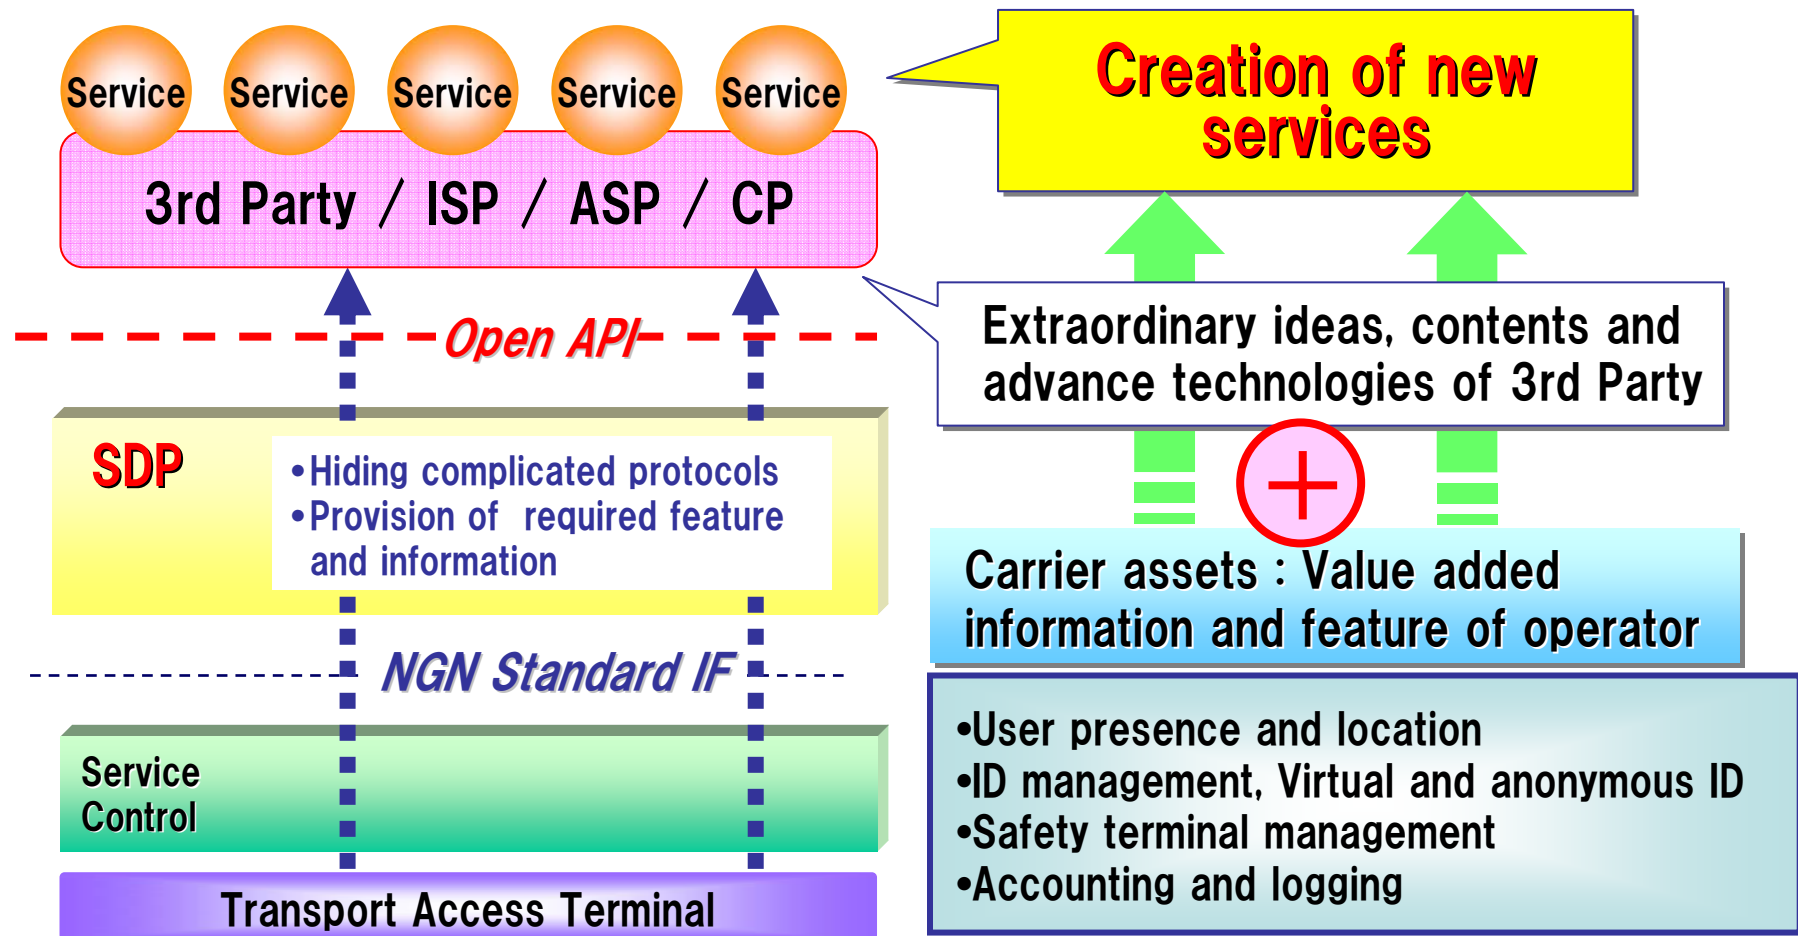 Service Service Service Service Service
3rd Party / ISP / ASP / CP
Open API
SDP
•Hiding complicated protocols
•Provision of required feature
and information
NGN Standard IF
Service
Control
Transport Access Terminal
Creation of new
services
Extraordinary ideas, contents and
advance technologies of 3rd Party
+
Carrier assets : Value added
information and feature of operator
•User presence and location
•ID management, Virtual and anonymous ID
•Safety terminal management
•Accounting and logging